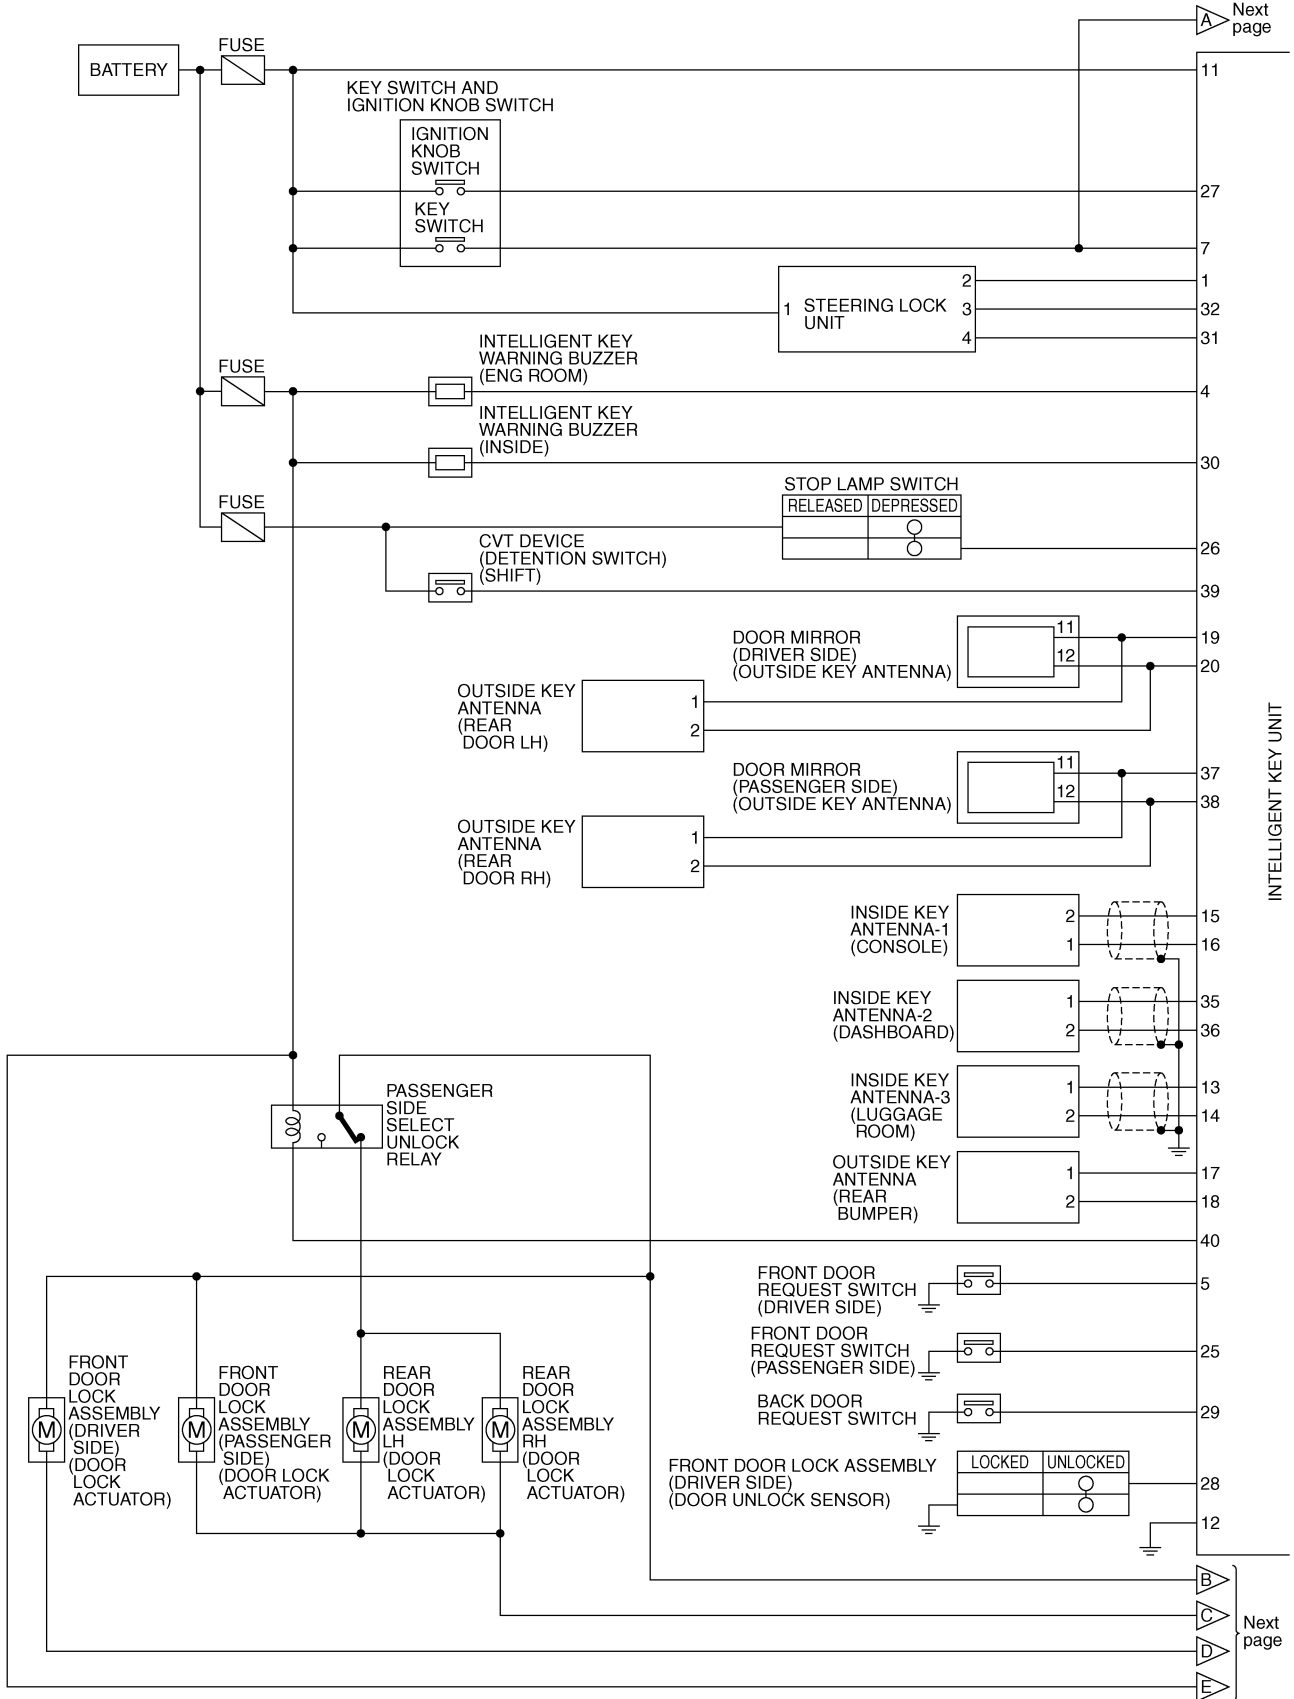 A
Next
page
FUSE
BATTERY
11
KEY SWITCH AND
IGNITION KNOB SWITCH
IGNITION
KNOB
SWITCH
27
KEY
SWITCH
7
2
1
1
STEERING LOCK
UNIT
3
32
4
31
INTELLIGENT KEY
WARNING BUZZER
(ENG ROOM)
FUSE
4
INTELLIGENT KEY
WARNING BUZZER
(INSIDE)
30
STOP LAMP SWITCH
RELEASED
DEPRESSED
FUSE
26
CVT DEVICE
(DETENTION SWITCH)
(SHIFT)
39
DOOR MIRROR
(DRIVER SIDE)
(OUTSIDE KEY ANTENNA)
11
12
19
20
OUTSIDE KEY
ANTENNA
(REAR
DOOR LH)
1
2
DOOR MIRROR
(PASSENGER SIDE)
(OUTSIDE KEY ANTENNA)
11
12
37
38
OUTSIDE KEY
ANTENNA
(REAR
DOOR RH)
1
2
INTELLIGENT KEY UNIT
INSIDE KEY
ANTENNA-1
(CONSOLE)
2
1
15
16
INSIDE KEY
ANTENNA-2
(DASHBOARD)
1
2
35
36
INSIDE KEY
ANTENNA-3
(LUGGAGE
ROOM)
1
2
13
14
PASSENGER
SIDE
SELECT
UNLOCK
RELAY
OUTSIDE KEY
ANTENNA
(REAR
BUMPER)
1
2
17
18
40
FRONT DOOR
REQUEST SWITCH
(DRIVER SIDE)
5
FRONT DOOR
REQUEST SWITCH
(PASSENGER SIDE)
25
BACK DOOR
REQUEST SWITCH
29
M
FRONT
DOOR
LOCK
ASSEMBLY
(DRIVER
SIDE)
(DOOR
LOCK
ACTUATOR)
M
FRONT
DOOR
LOCK
ASSEMBLY
(PASSENGER
SIDE)
(DOOR LOCK
ACTUATOR)
M
REAR
DOOR
LOCK
ASSEMBLY
LH
(DOOR
LOCK
ACTUATOR)
M
REAR
DOOR
LOCK
ASSEMBLY
RH
(DOOR
LOCK
ACTUATOR)
FRONT DOOR LOCK ASSEMBLY
(DRIVER SIDE)
(DOOR UNLOCK SENSOR)
LOCKED
UNLOCKED
28
12
B
C
D
E
Next
page